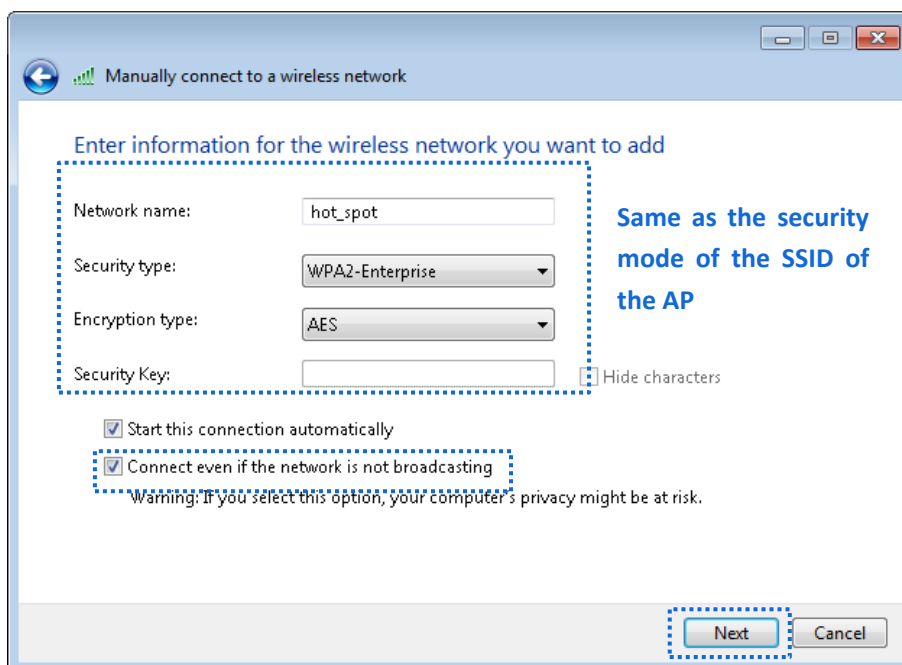 Manually connect to a wireless network
Enter information for the wireless network you want to add
Network name:
hot_spot
Same as the security
mode of the SSID of
the AP
Security type:
WPA2-Enterprise
Encryption type:
AES
Security Key:
Hide characters
Start this connection automatically
Connect even if the network is not broadcasting
Warning: If you select this option, your computer's privacy might be at risk.
Next
Cancel